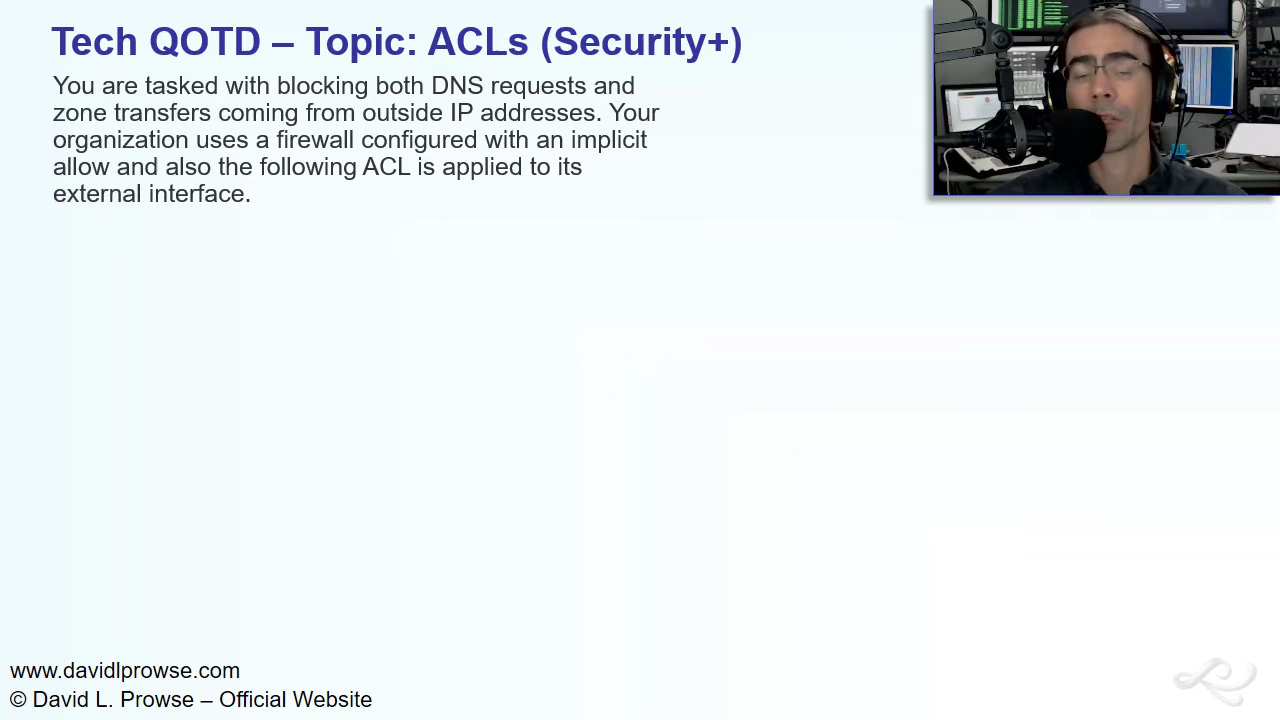 Tech QOTD – Topic: ACLs (Security+)
You are tasked with blocking both DNS requests and
zone transfers coming from outside IP addresses. Your
organization uses a firewall configured with an implicit
allow and also the following ACL is applied to its
external interface.
www.davidlprowse.com
© David L. Prowse – Official Website